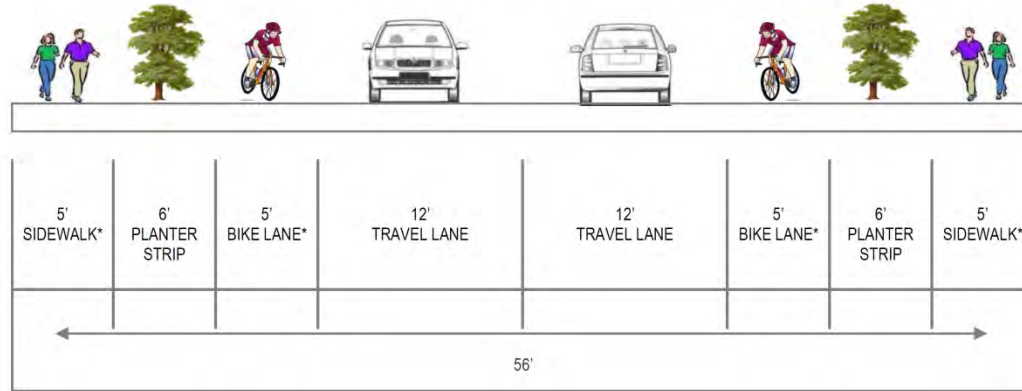 5'
SIDEWALK*
6'
PLANTER
STRIP
5'
BIKE LANE*
12'
TRAVEL LANE
12'
TRAVEL LANE
5'
BIKE LANE*
6'
PLANTER
STRIP
5'
SIDEWALK*
56'